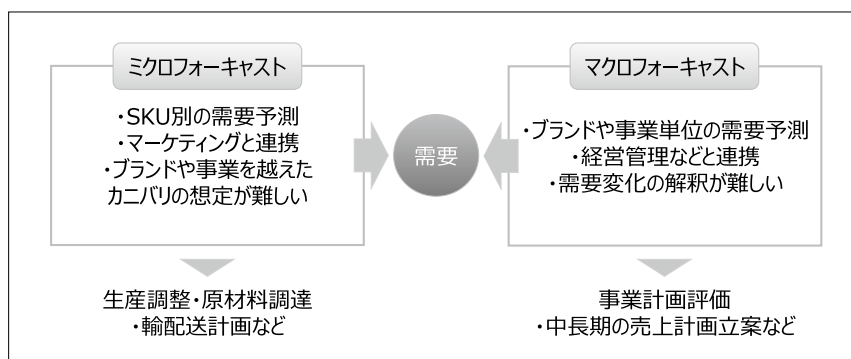 ミクロフォーキャスト
・SKU別の需要予測
・マーケティングと連携
・ブランドや事業を越えた
カニバリの想定が難しい
生産調整・原材料調達
・輸配送計画など
需要
マクロフォーキャスト
・ブランドや事業単位の需要予測
・経営管理などと連携
・需要変化の解釈が難しい
事業計画評価
・中長期の売上計画立案など